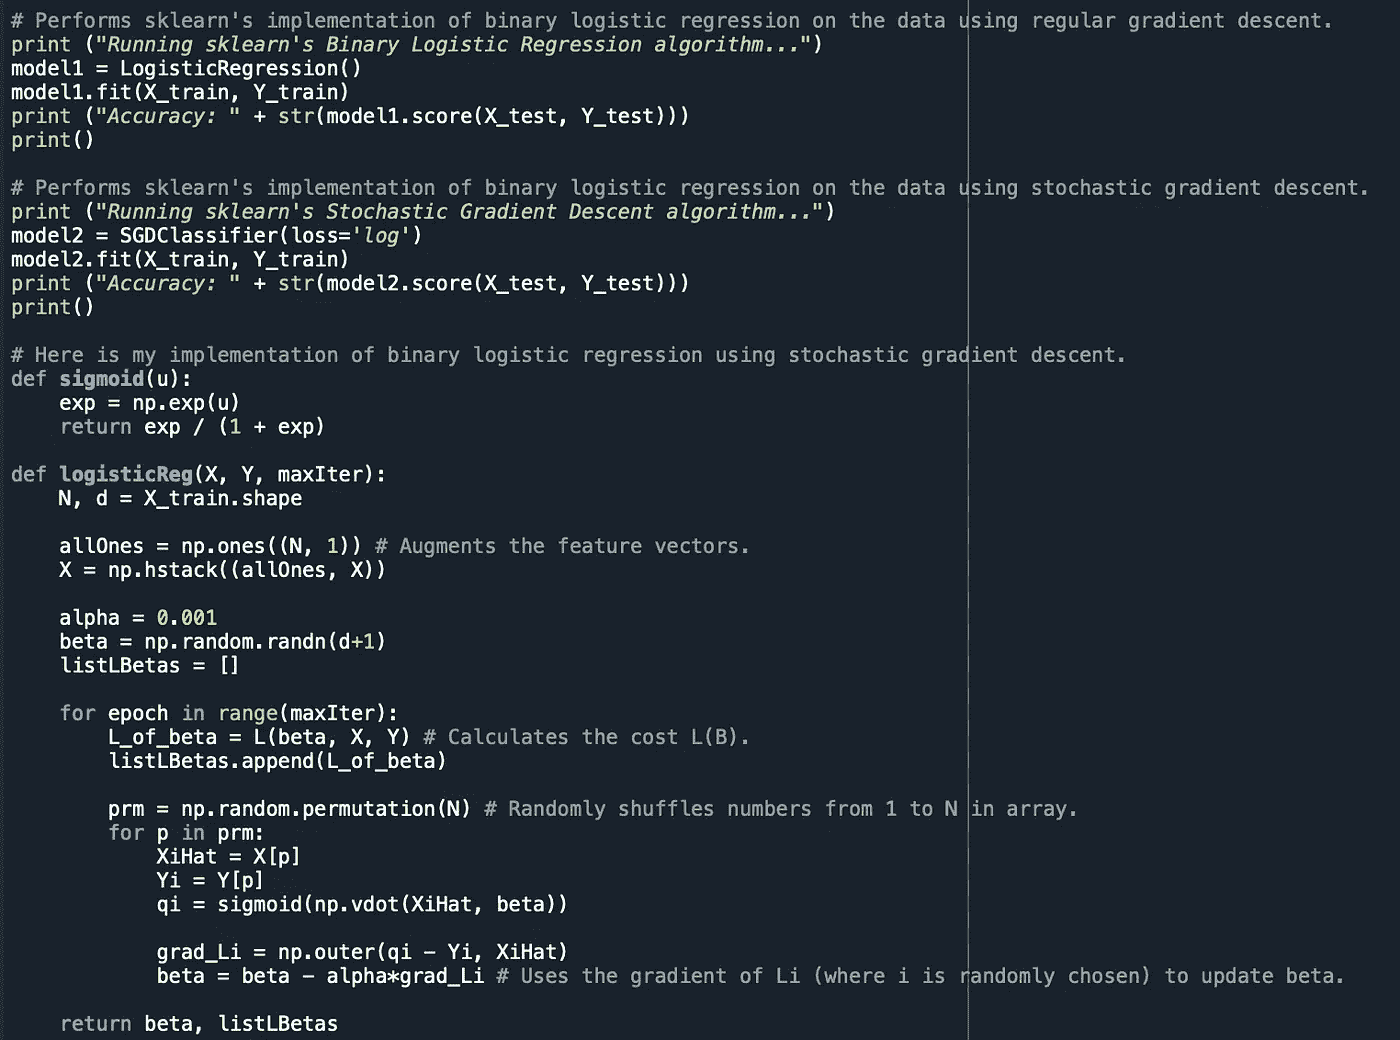 # Performs sklearn's implementation of binary logistic regression on the data using regular gradient descent.
print ("Running sklearn's Binary Logistic Regression algorithm...")
model1 = LogisticRegression()
model1.fit(X_train, Y_train)
print ("Accuracy: " + str(model1.score(X_test, Y_test)))
print()

# Performs sklearn's implementation of binary logistic regression on the data using stochastic gradient descent.
print ("Running sklearn's Stochastic Gradient Descent algorithm...")
model2 = SGDClassifier(loss='log')
model2.fit(X_train, Y_train)
print ("Accuracy: " + str(model2.score(X_test, Y_test)))
print()

# Here is my implementation of binary logistic regression using stochastic gradient descent.
def sigmoid(u):
    exp = np.exp(u)
    return exp / (1 + exp)

def logisticReg(X, Y, maxIter):
    N, d = X_train.shape

    allOnes = np.ones((N, 1)) # Augments the feature vectors.
    X = np.hstack((allOnes, X))

    alpha = 0.001
    beta = np.random.randn(d+1)
    listLBetas = []

    for epoch in range(maxIter):
        L_of_beta = L(beta, X, Y) # Calculates the cost L(B).
        listLBetas.append(L_of_beta)

        prm = np.random.permutation(N) # Randomly shuffles numbers from 1 to N in array.
        for p in prm:
            XiHat = X[p]
            Yi = Y[p]
            qi = sigmoid(np.vdot(XiHat, beta))

            grad_Li = np.outer(qi - Yi, XiHat)
            beta = beta - alpha*grad_Li # Uses the gradient of Li (where i is randomly chosen) to update beta.

    return beta, listLBetas